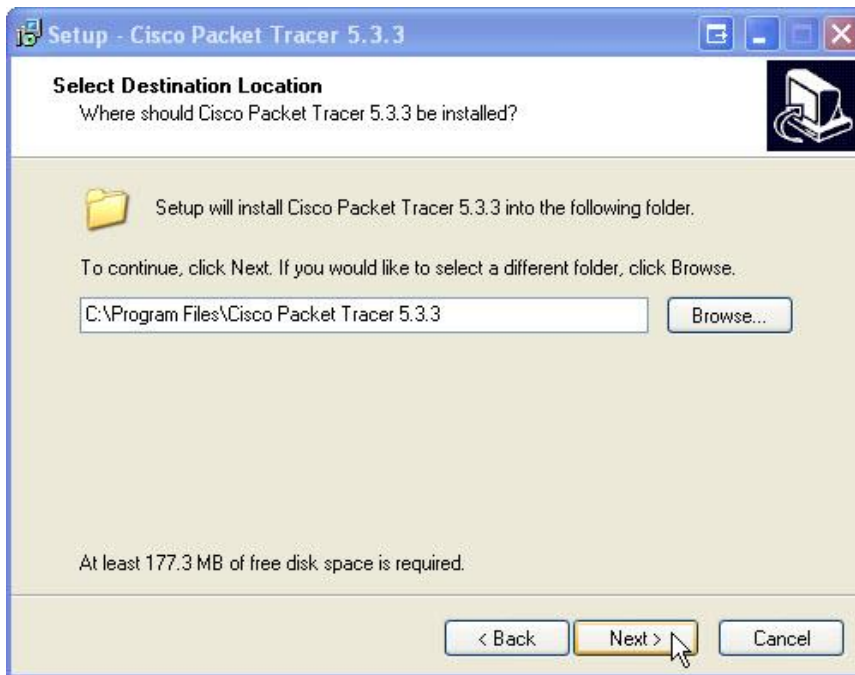 Setup - Cisco Packet Tracer 5.3.3
Select Destination Location
Where should Cisco Packet Tracer 5.3.3 be installed?
Setup will install Cisco Packet Tracer 5.3.3 into the following folder.
To continue, click Next. If you would like to select a different folder, click Browse.
C:\Program Files\Cisco Packet Tracer 5.3.3 Browse...
At least 177.3 MB of free disk space is required.
< Back Next > Cancel